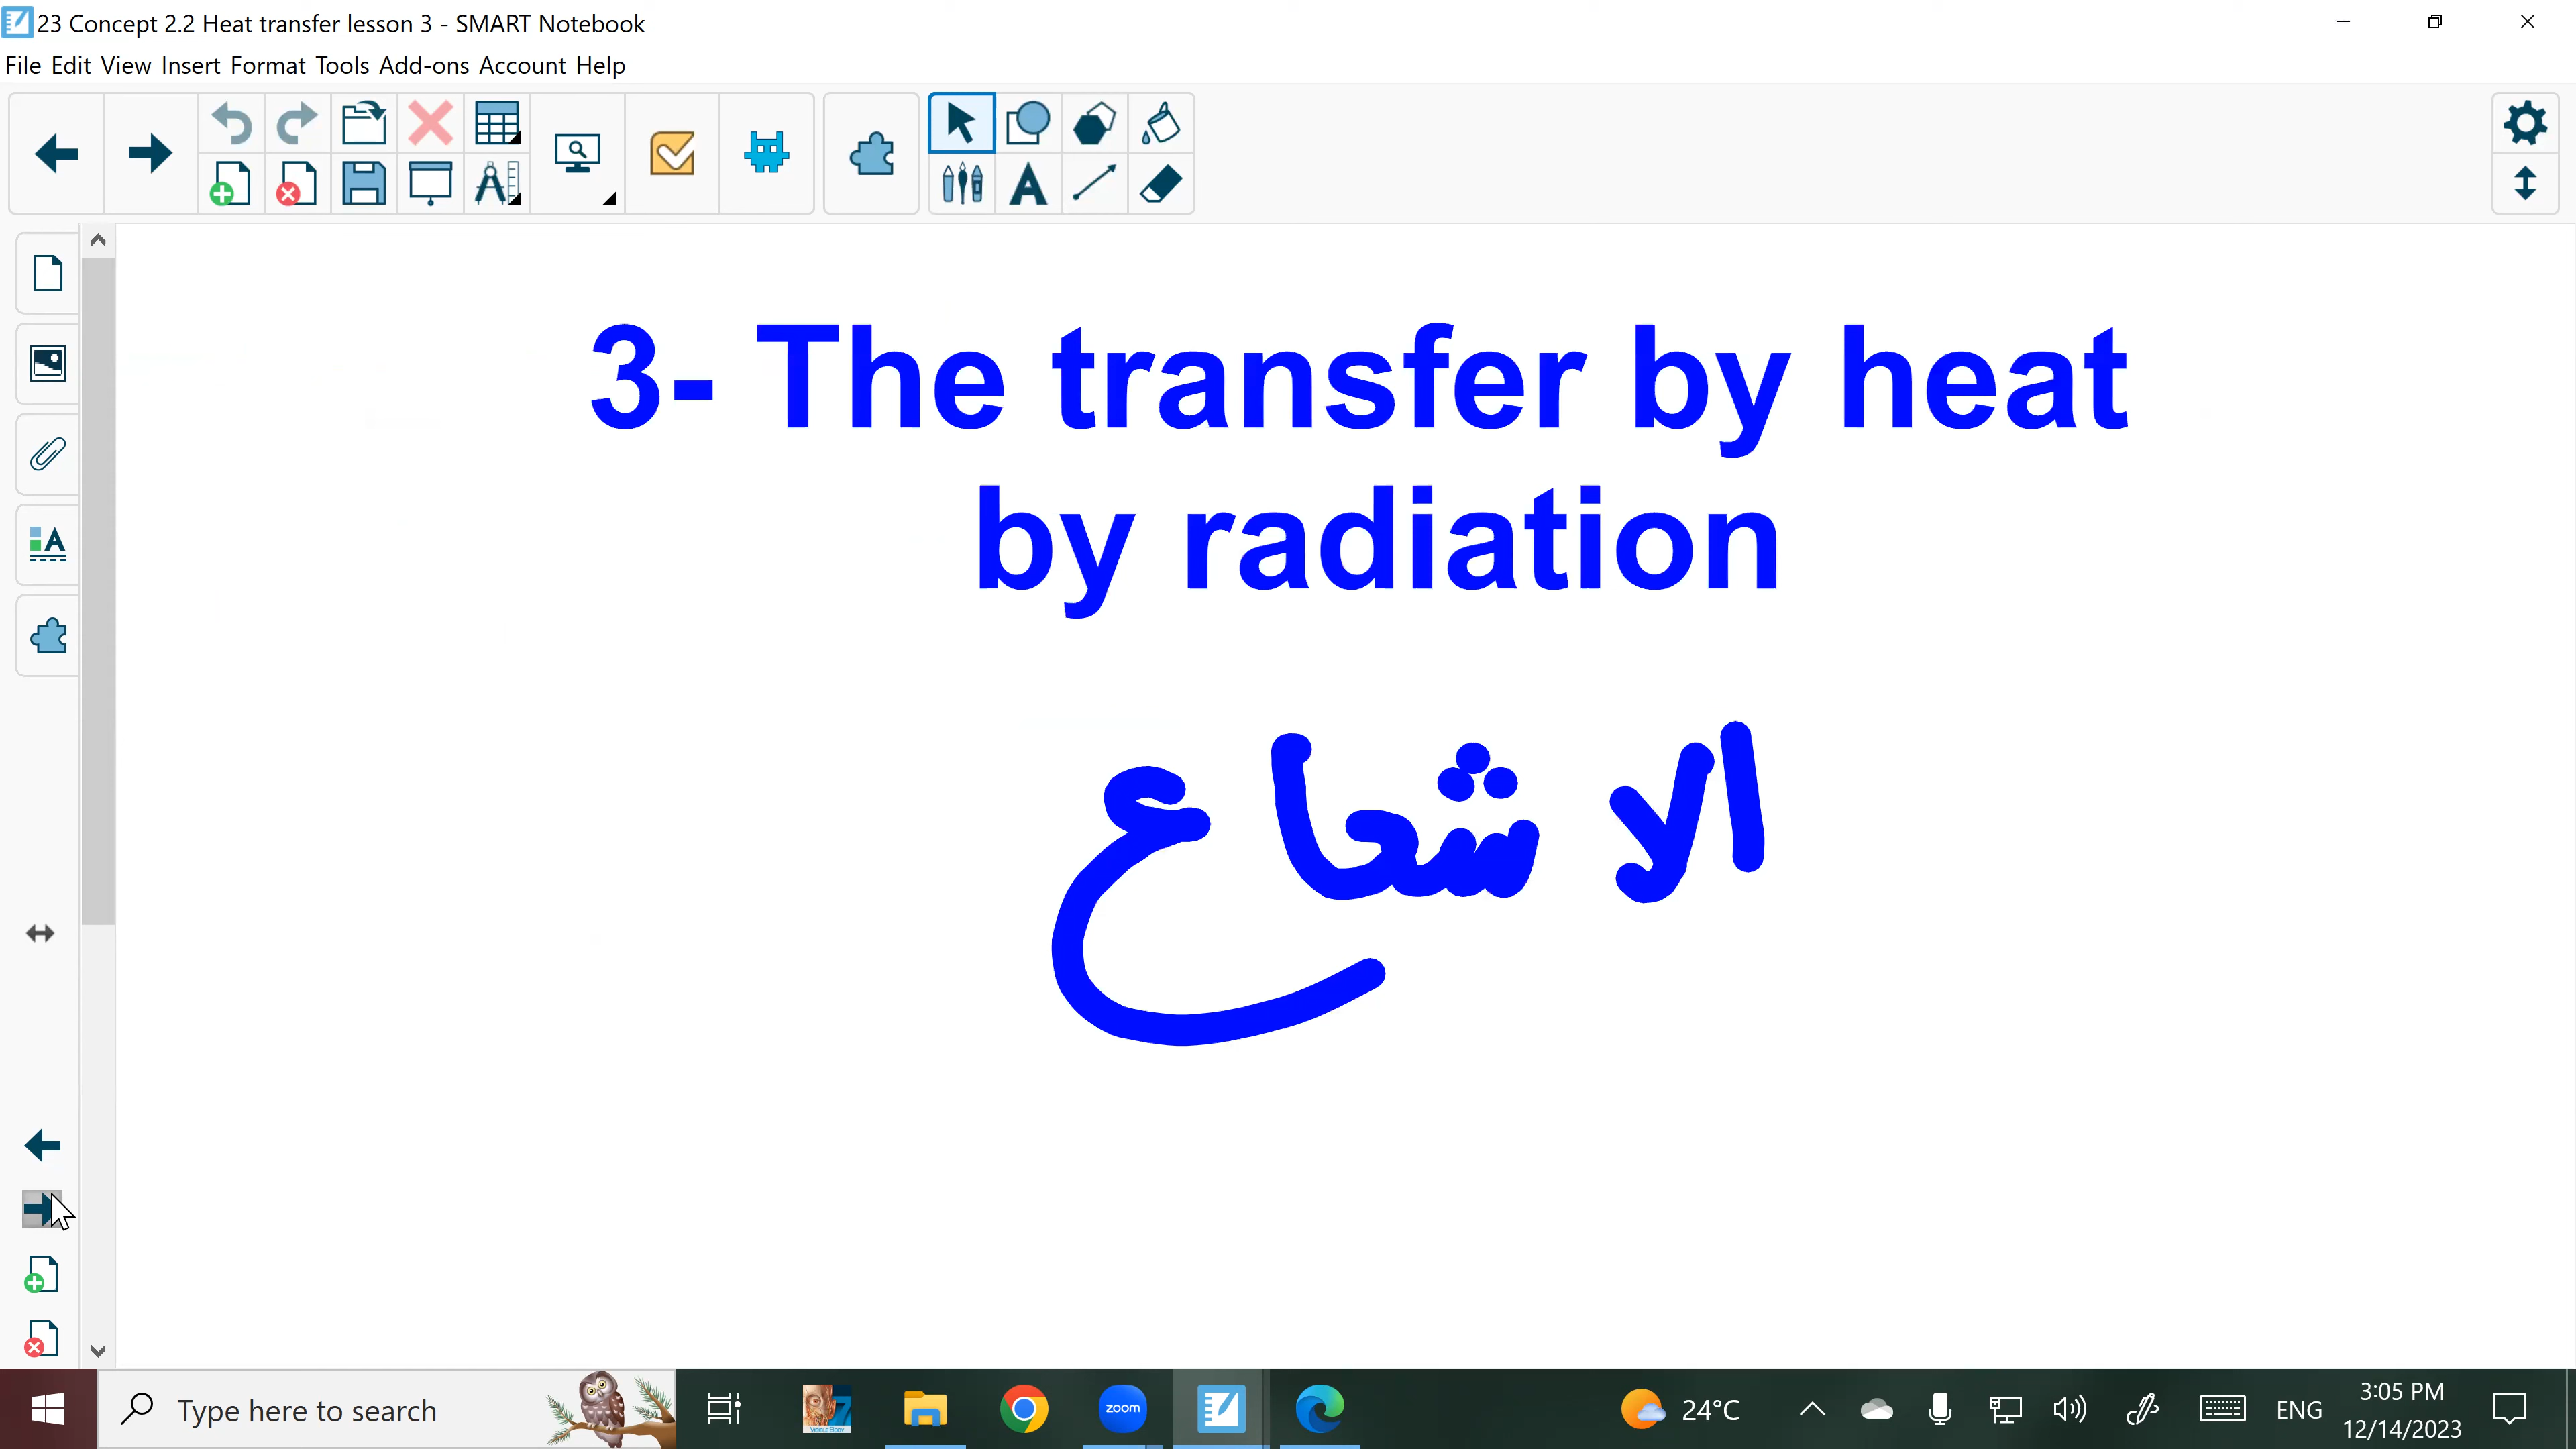 23 Concept 2.2 Heat transfer lesson 3 - SMART Notebook
File Edit View Insert Format Tools Add-ons Account Help
3- The transfer by heat
by radiation
الاشعاع
Type here to search
zoom
24°C
ENG
3:05 PM
12/14/2023